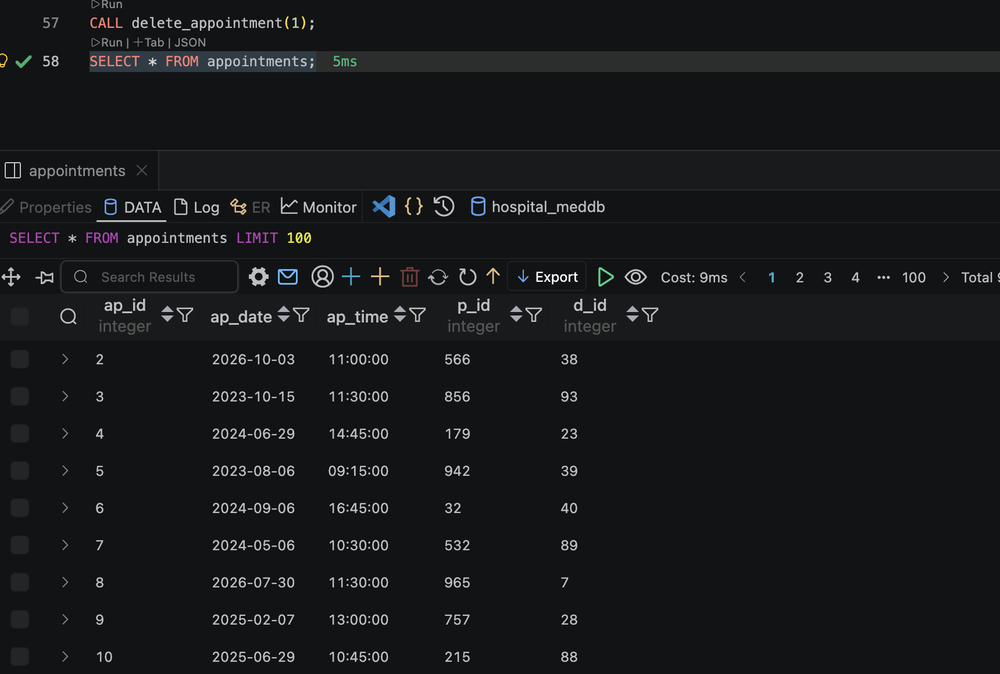 Run
57 CALL delete_appointment(1);
Run | +Tab | JSON
58 SELECT * FROM appointments; 5ms
appointments
Properties DATA Log ER Monitor {} hospital_meddb
SELECT * FROM appointments LIMIT 100
Search Results Export Cost: 9ms < 1 2 3 4 ••• 100 > Total
ap_id integer ap_date ap_time p_id integer d_id integer
2 2026-10-03 11:00:00 566 38
3 2023-10-15 11:30:00 856 93
4 2024-06-29 14:45:00 179 23
5 2023-08-06 09:15:00 942 39
6 2024-09-06 16:45:00 32 40
7 2024-05-06 10:30:00 532 89
8 2026-07-30 11:30:00 965 7
9 2025-02-07 13:00:00 757 28
10 2025-06-29 10:45:00 215 88